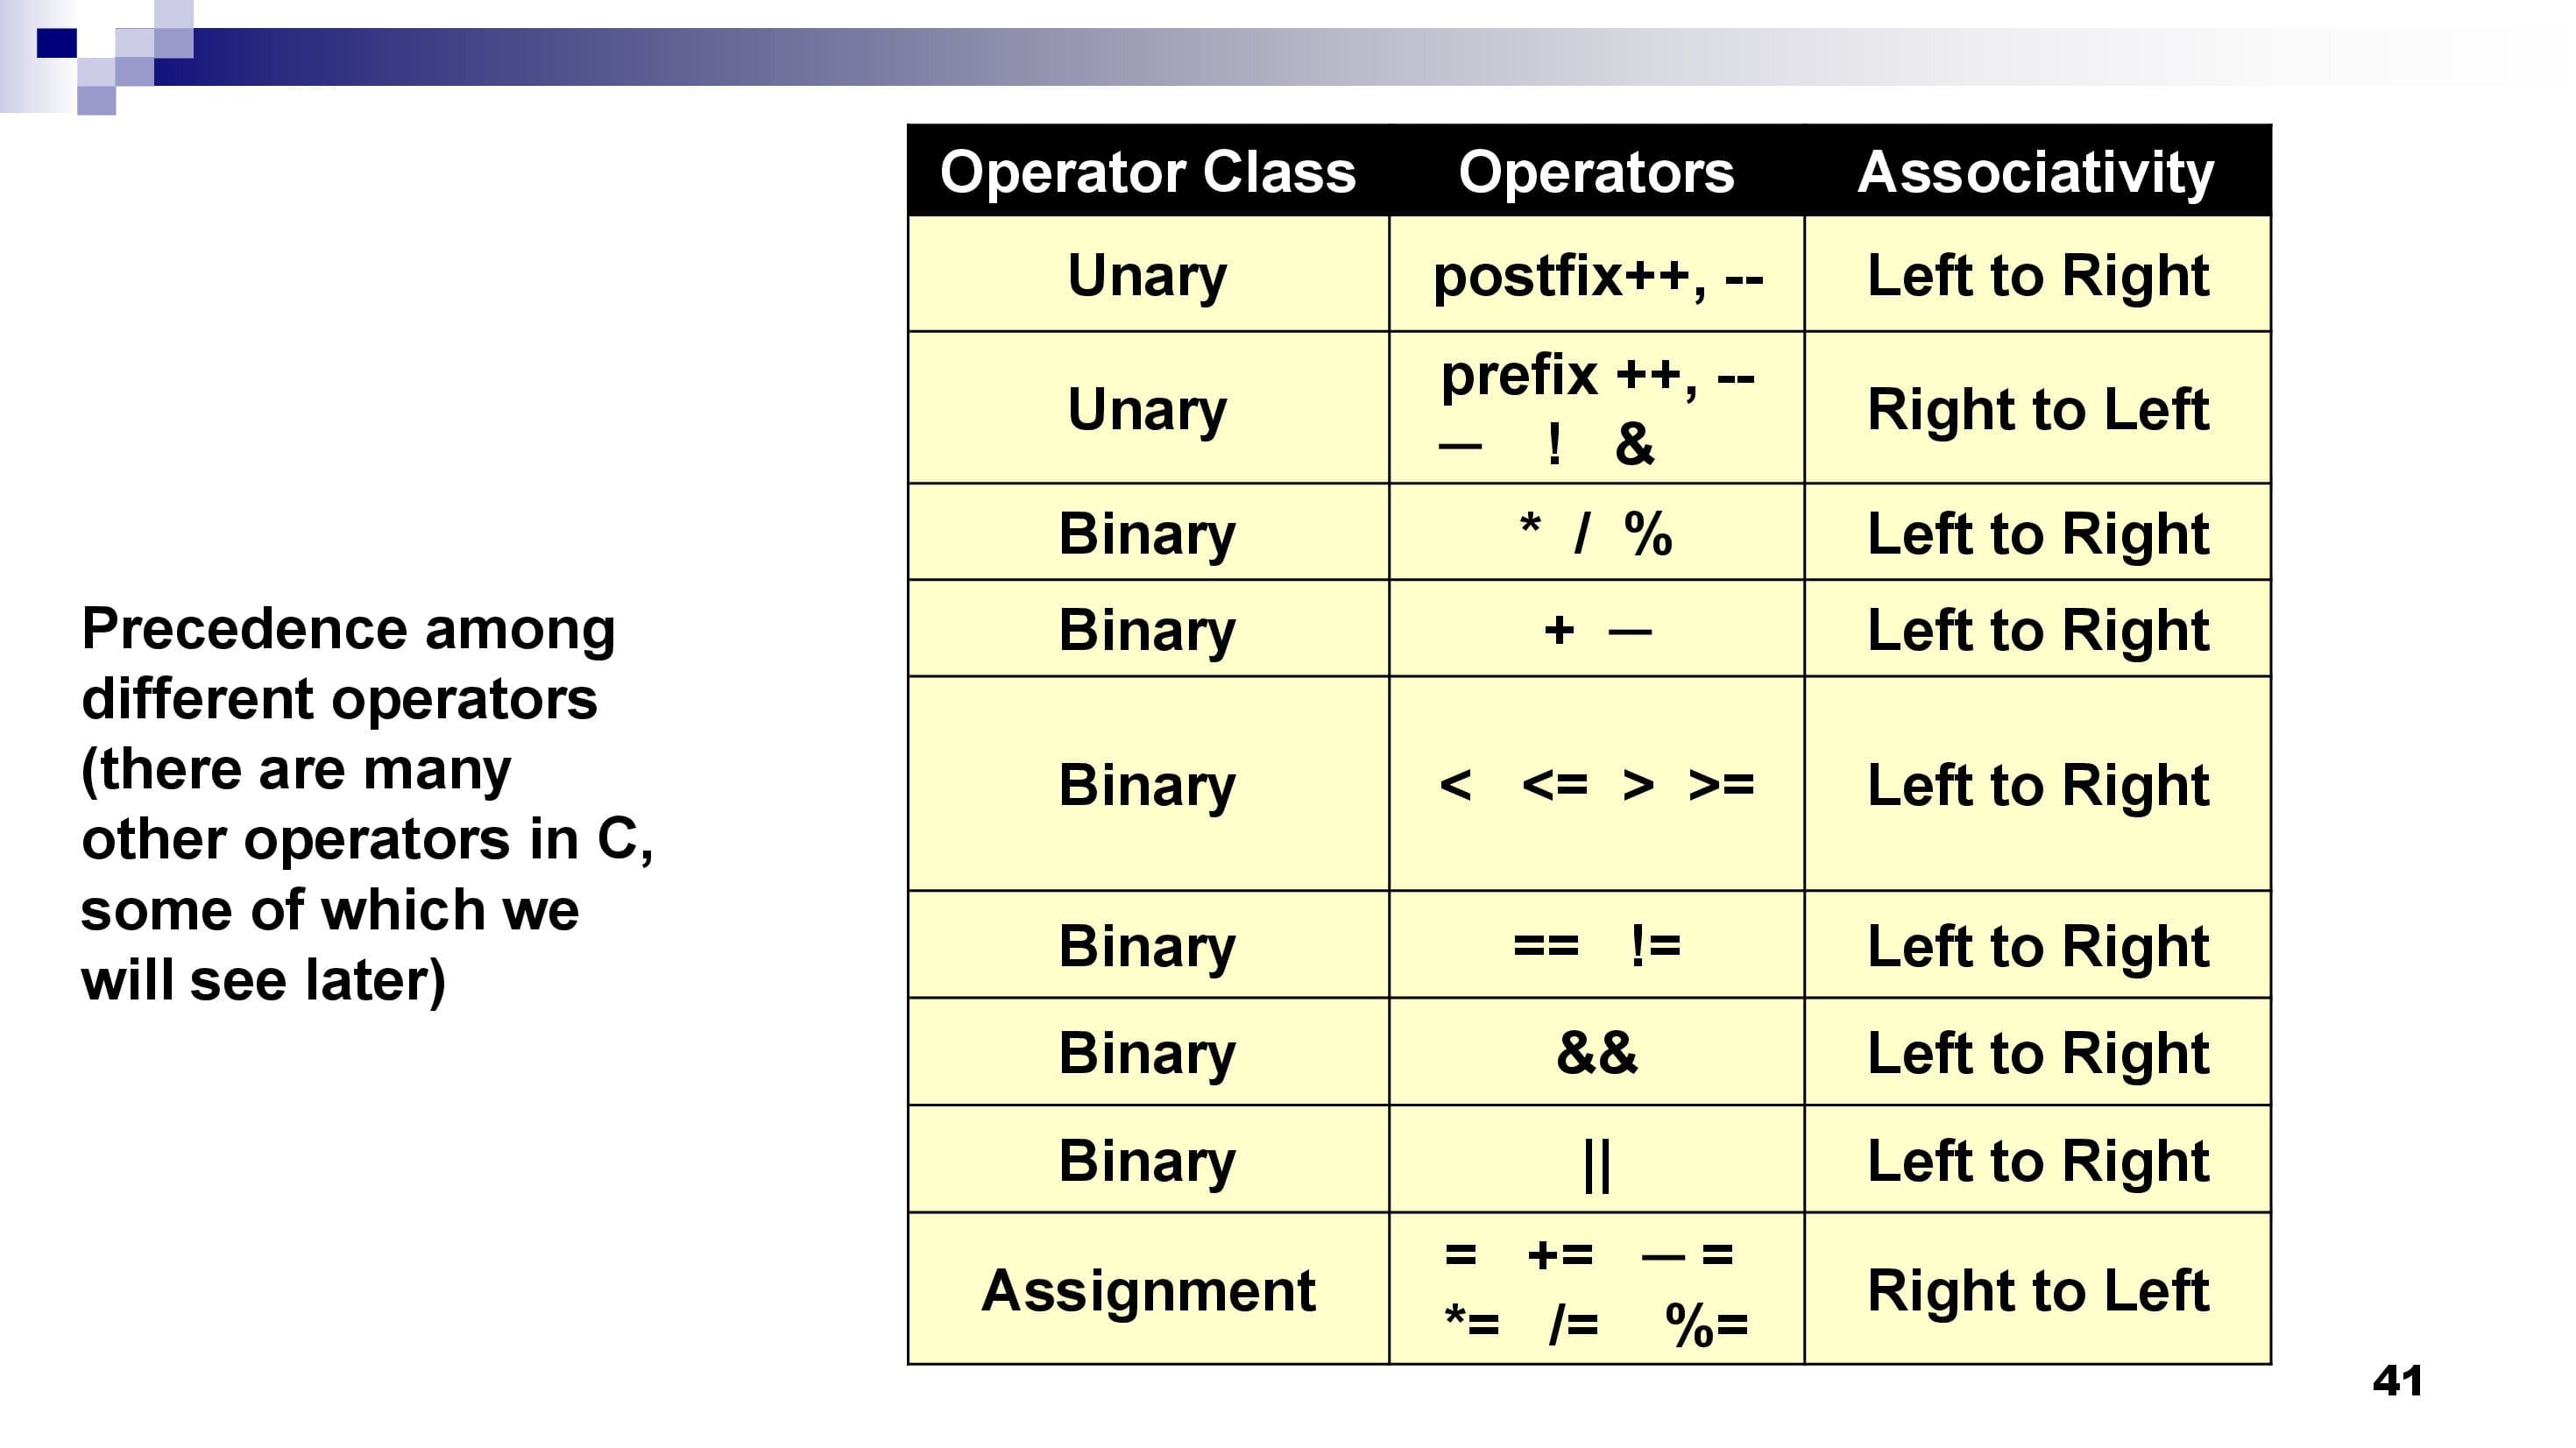 Operator Class Operators Associativity
Unary postfix++, -- Left to Right
Unary prefix ++, -- Right to Left
— ! &
Binary * / % Left to Right
Binary + — Left to Right
Binary < <= > >= Left to Right
Binary == != Left to Right
Binary && Left to Right
Binary || Left to Right
Assignment = += —= Right to Left
*= /= %=
Precedence among
different operators
(there are many
other operators in C,
some of which we
will see later)
41